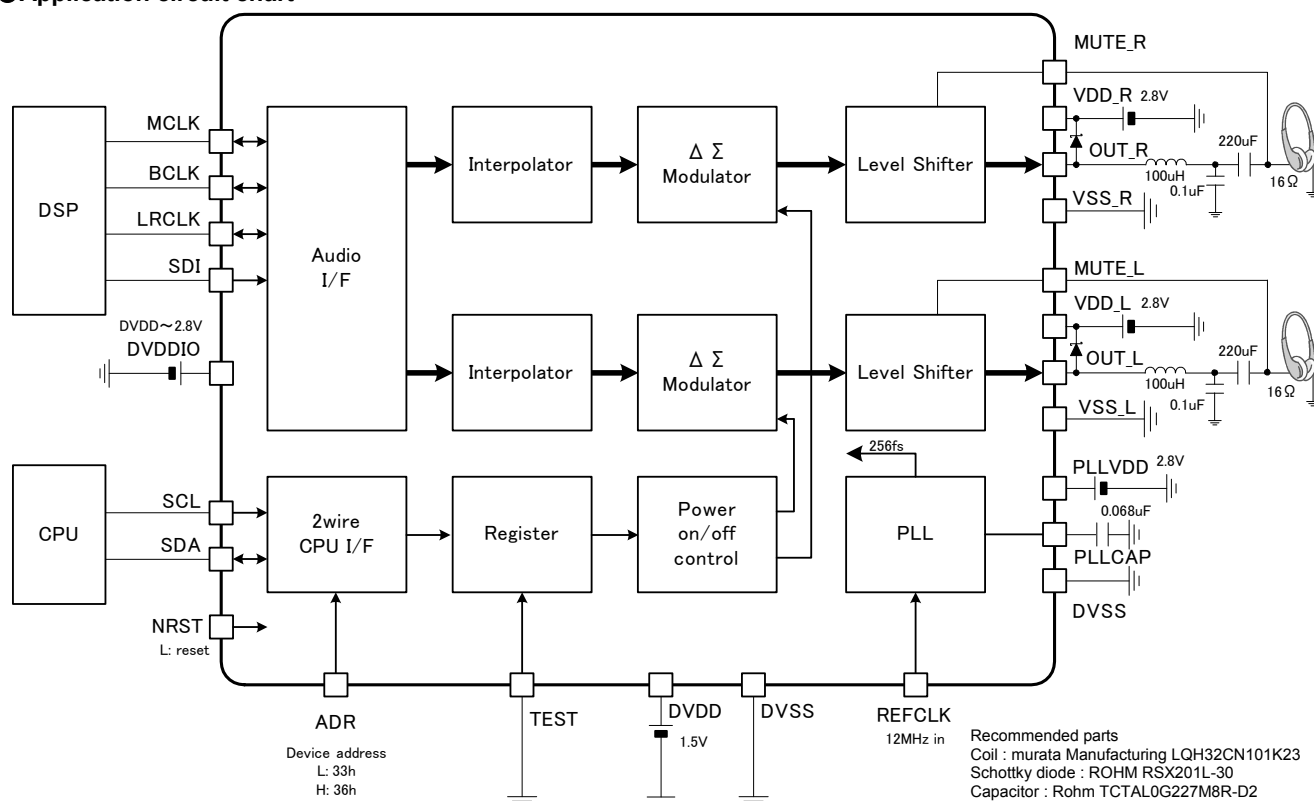 Application circuit chart
MUTE_R
VDD_R 2.8V
MCLK
OUT_R
220uF
100uH
0.1uF
16Ω
BCLK
DSP
LRCLK
VSS_R
SDI
Audio
I/F
Interpolator
Δ Σ
Modulator
Level Shifter
MUTE_L
VDD_L 2.8V
DVDD～2.8V
DVDDIO
Interpolator
Δ Σ
Modulator
Level Shifter
OUT_L
220uF
100uH
0.1uF
16Ω
VSS_L
256fs
PLLVDD 2.8V
CPU
SCL
SDA
2wire
CPU I/F
Register
Power
on/off
control
PLL
0.068uF
PLLCAP
DVSS
NRST
L: reset
ADR
Device address
L: 33h
H: 36h
TEST
DVDD
1.5V
DVSS
REFCLK
12MHz in
Recommended parts
Coil : murata Manufacturing LQH32CN101K23
Schottky diode : ROHM RSX201L-30
Capacitor : Rohm TCTAL0G227M8R-D2